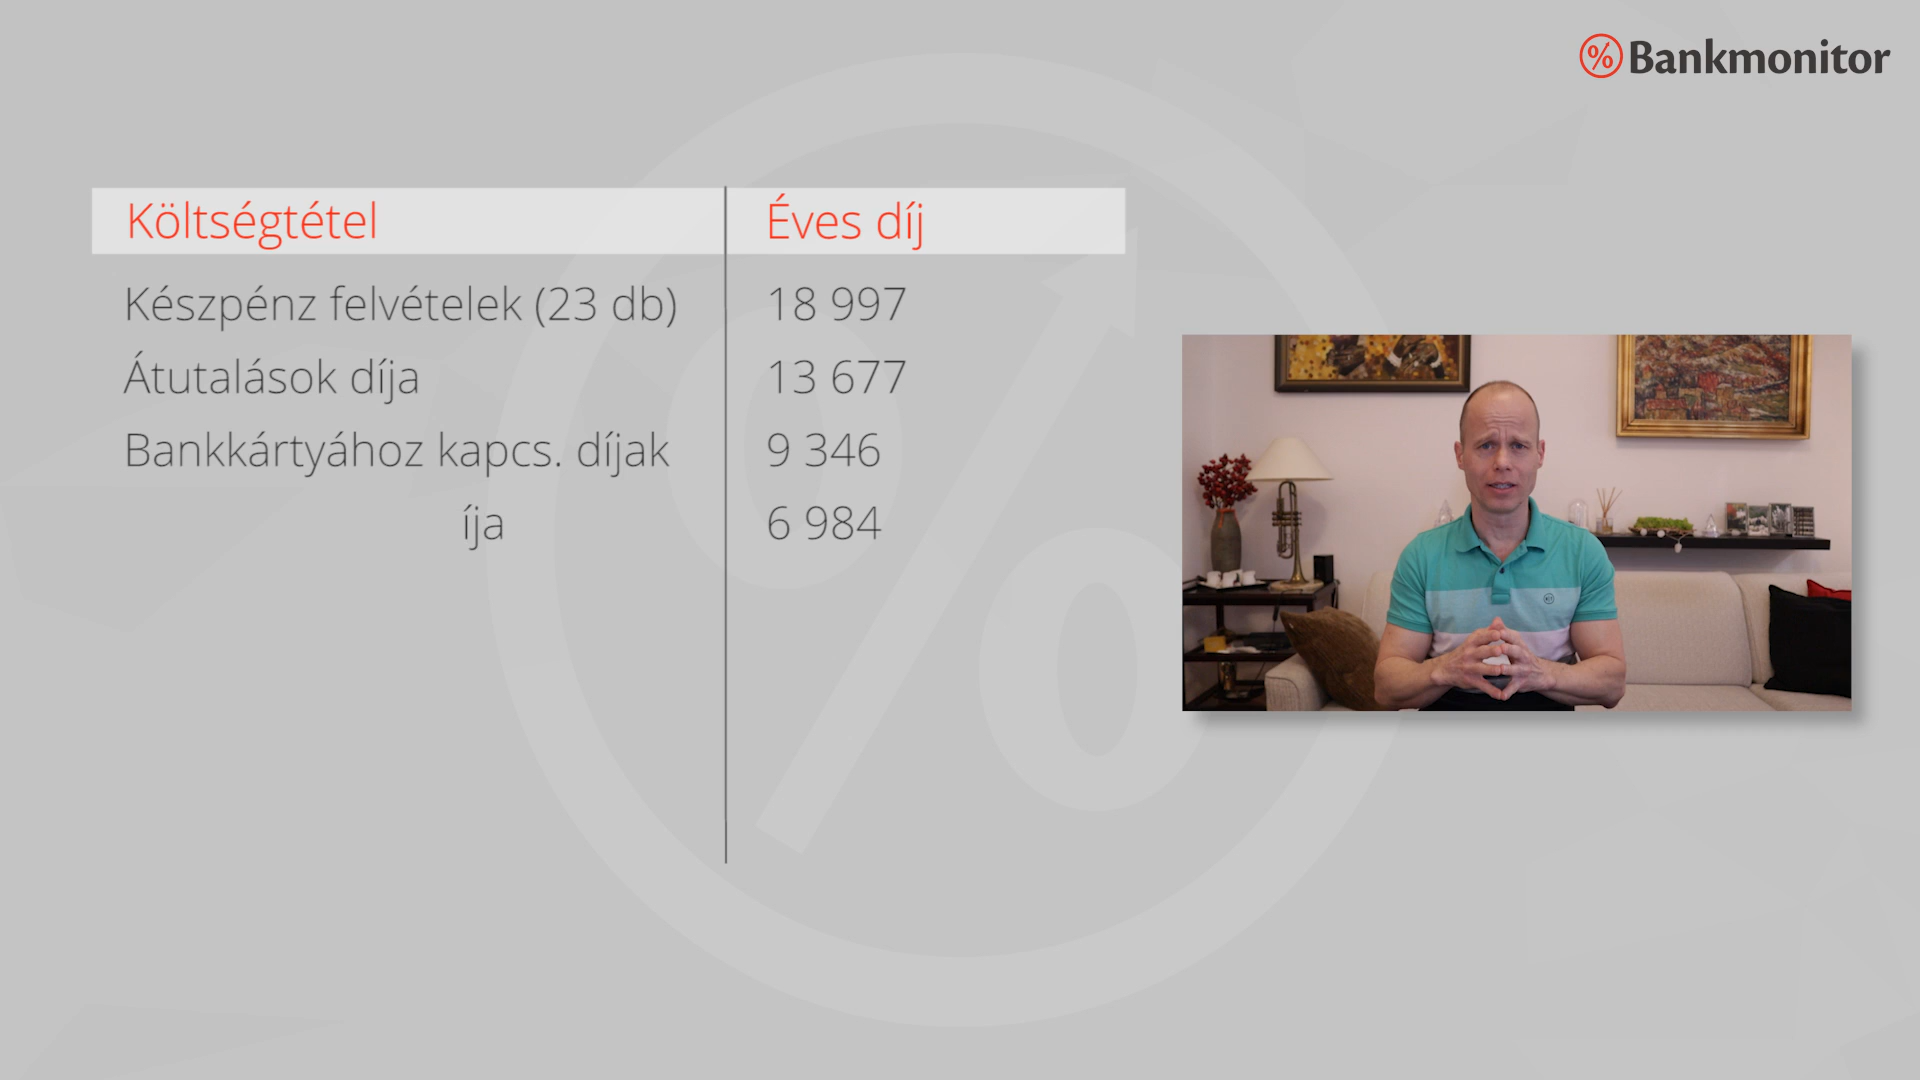 Bankmonitor
Költségtétel Éves díj
Készpénz felvételek (23 db) 18 997
Átutalások díja 13 677
Bankkártyához kapcs. díjak 9 346
íja 6 984